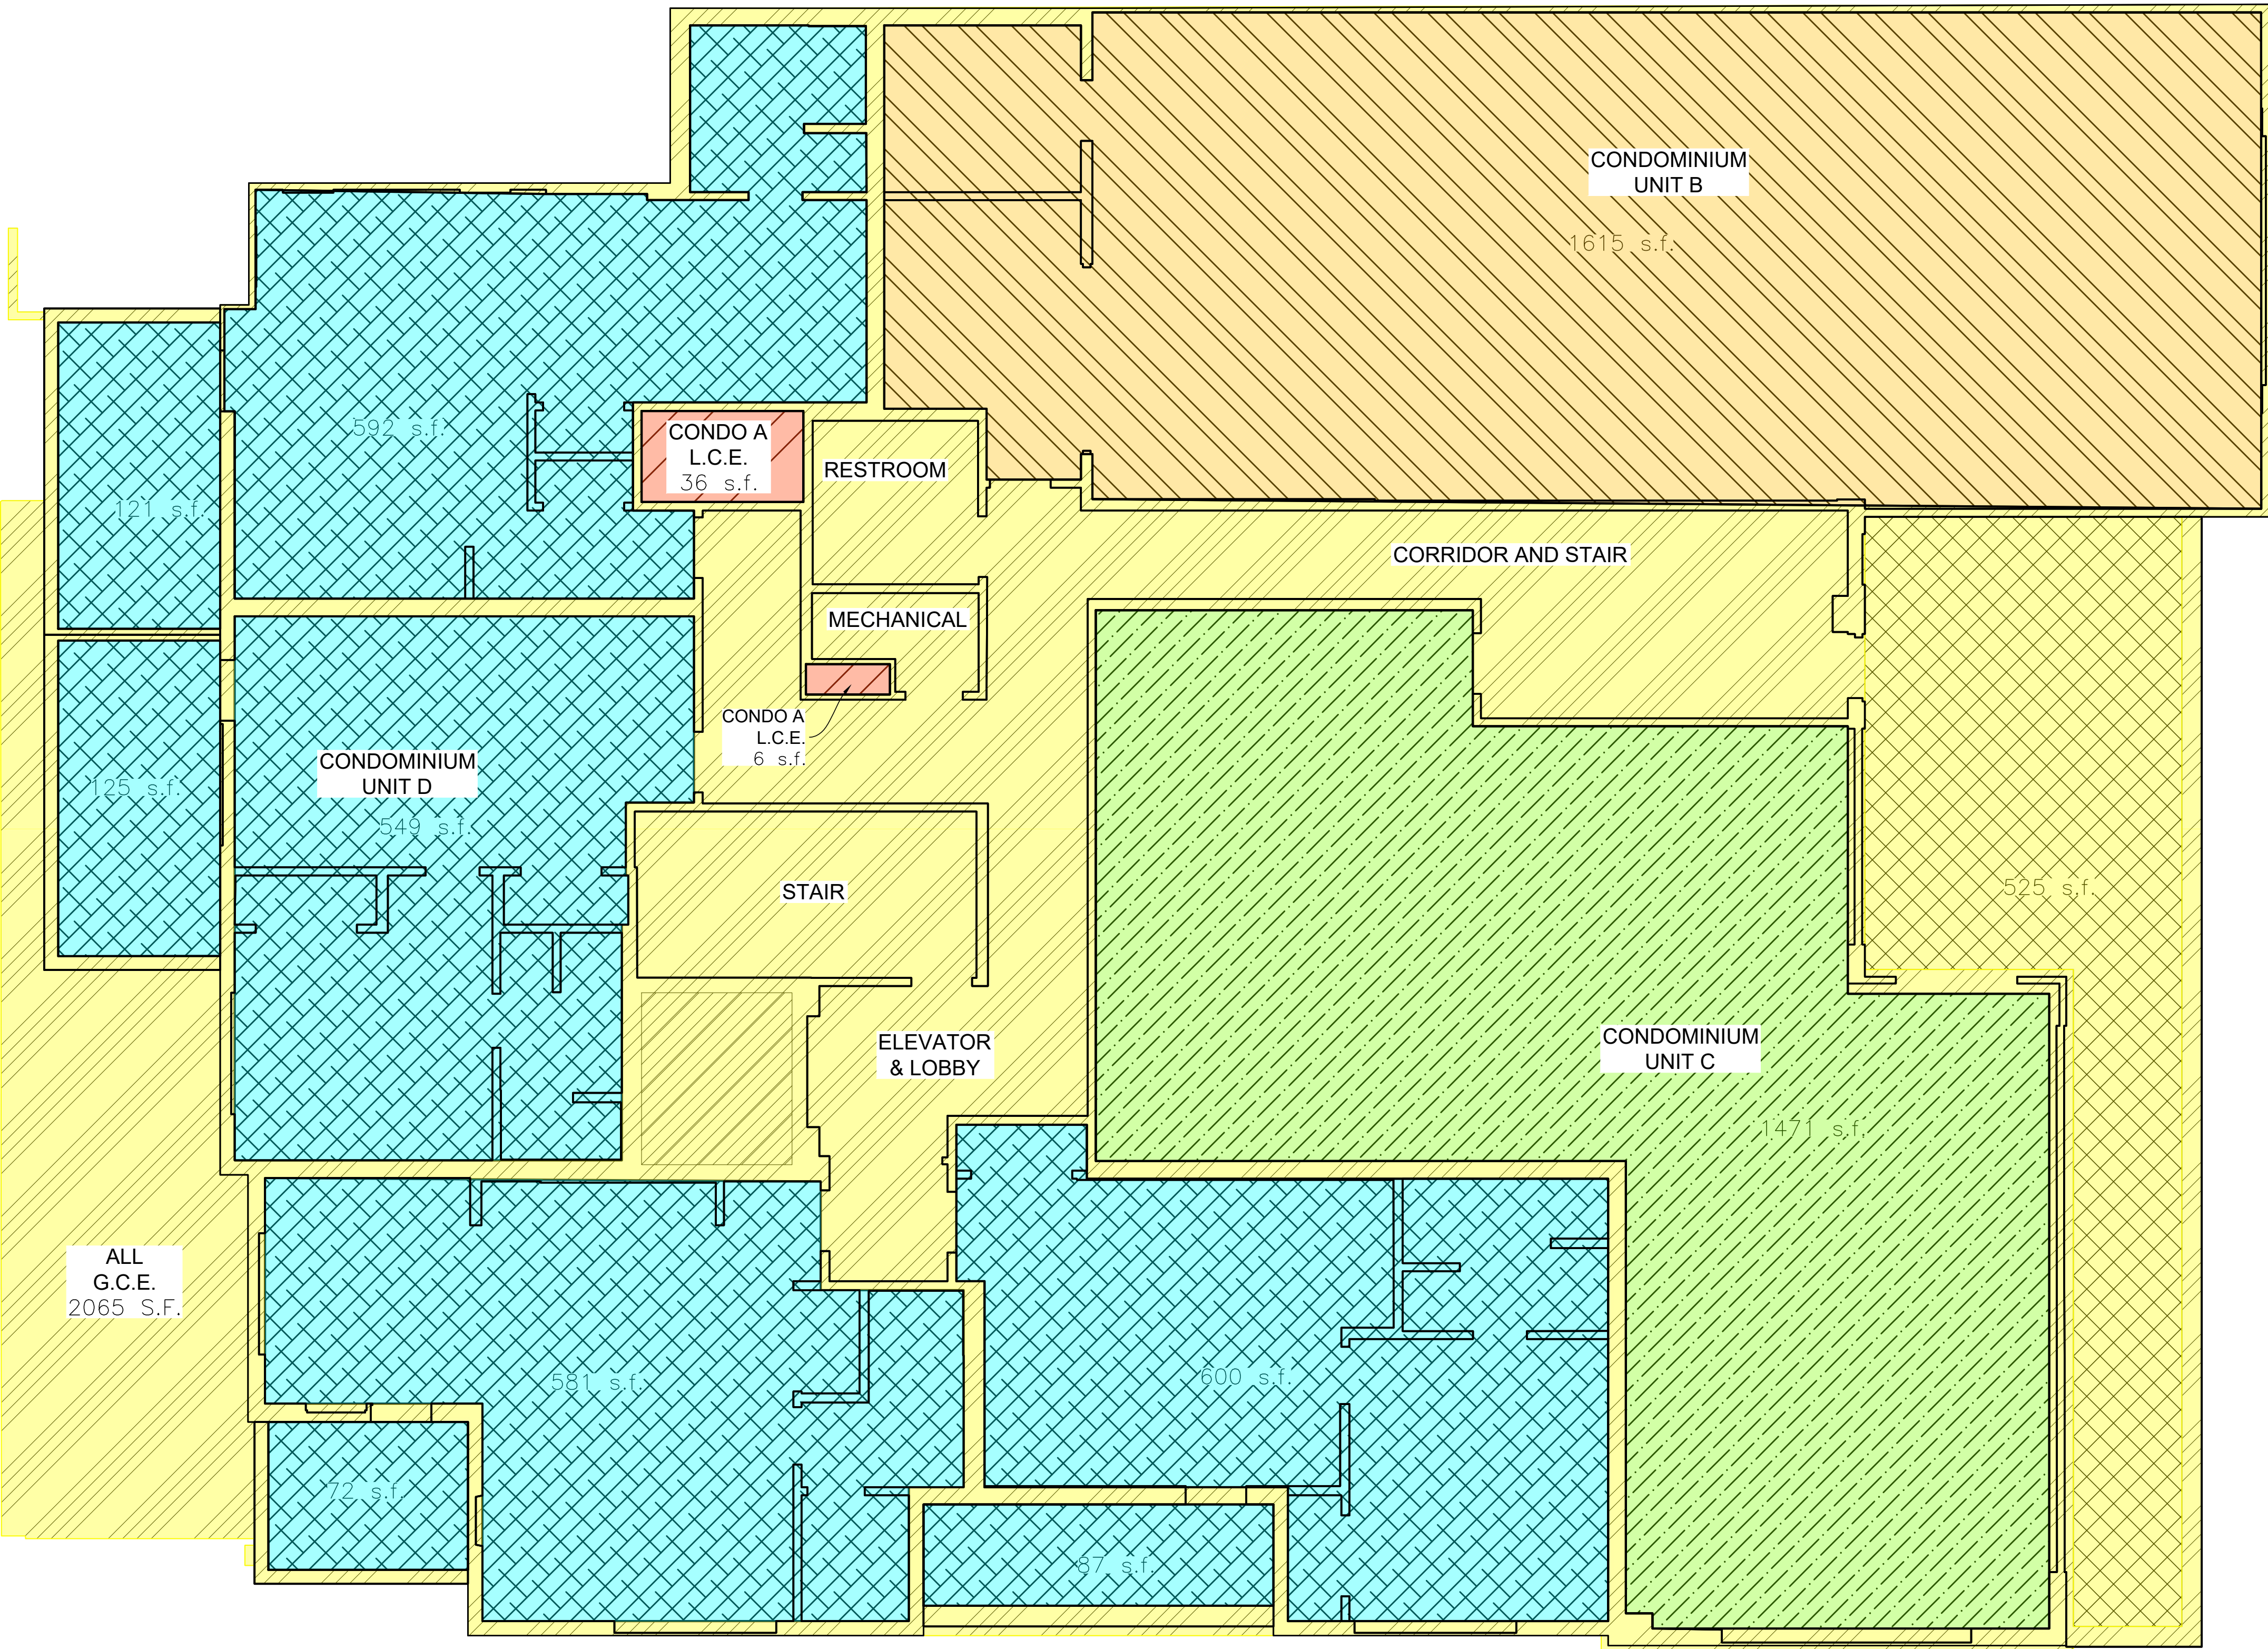 CONDOMINIUM
UNIT B
1615 s.f.
592 s.f.
CONDO A
L.C.E.
36 s.f.
RESTROOM
121 s.f.
CORRIDOR AND STAIR
MECHANICAL
CONDO A
L.C.E.
6 s.f.
CONDOMINIUM
UNIT D
549 s.f.
125 s.f.
STAIR
525 s.f.
ELEVATOR
& LOBBY
CONDOMINIUM
UNIT C
1471 s.f.
ALL
G.C.E.
2065 S.F.
581 s.f.
600 s.f.
72 s.f.
87 s.f.